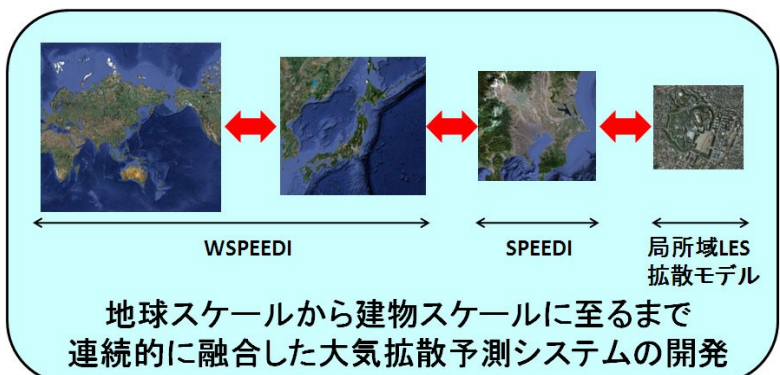 WSPEEDI
SPEEDI
局所域LES
拡散モデル
地球スケールから建物スケールに至るまで
連続的に融合した大気拡散予測システムの開発